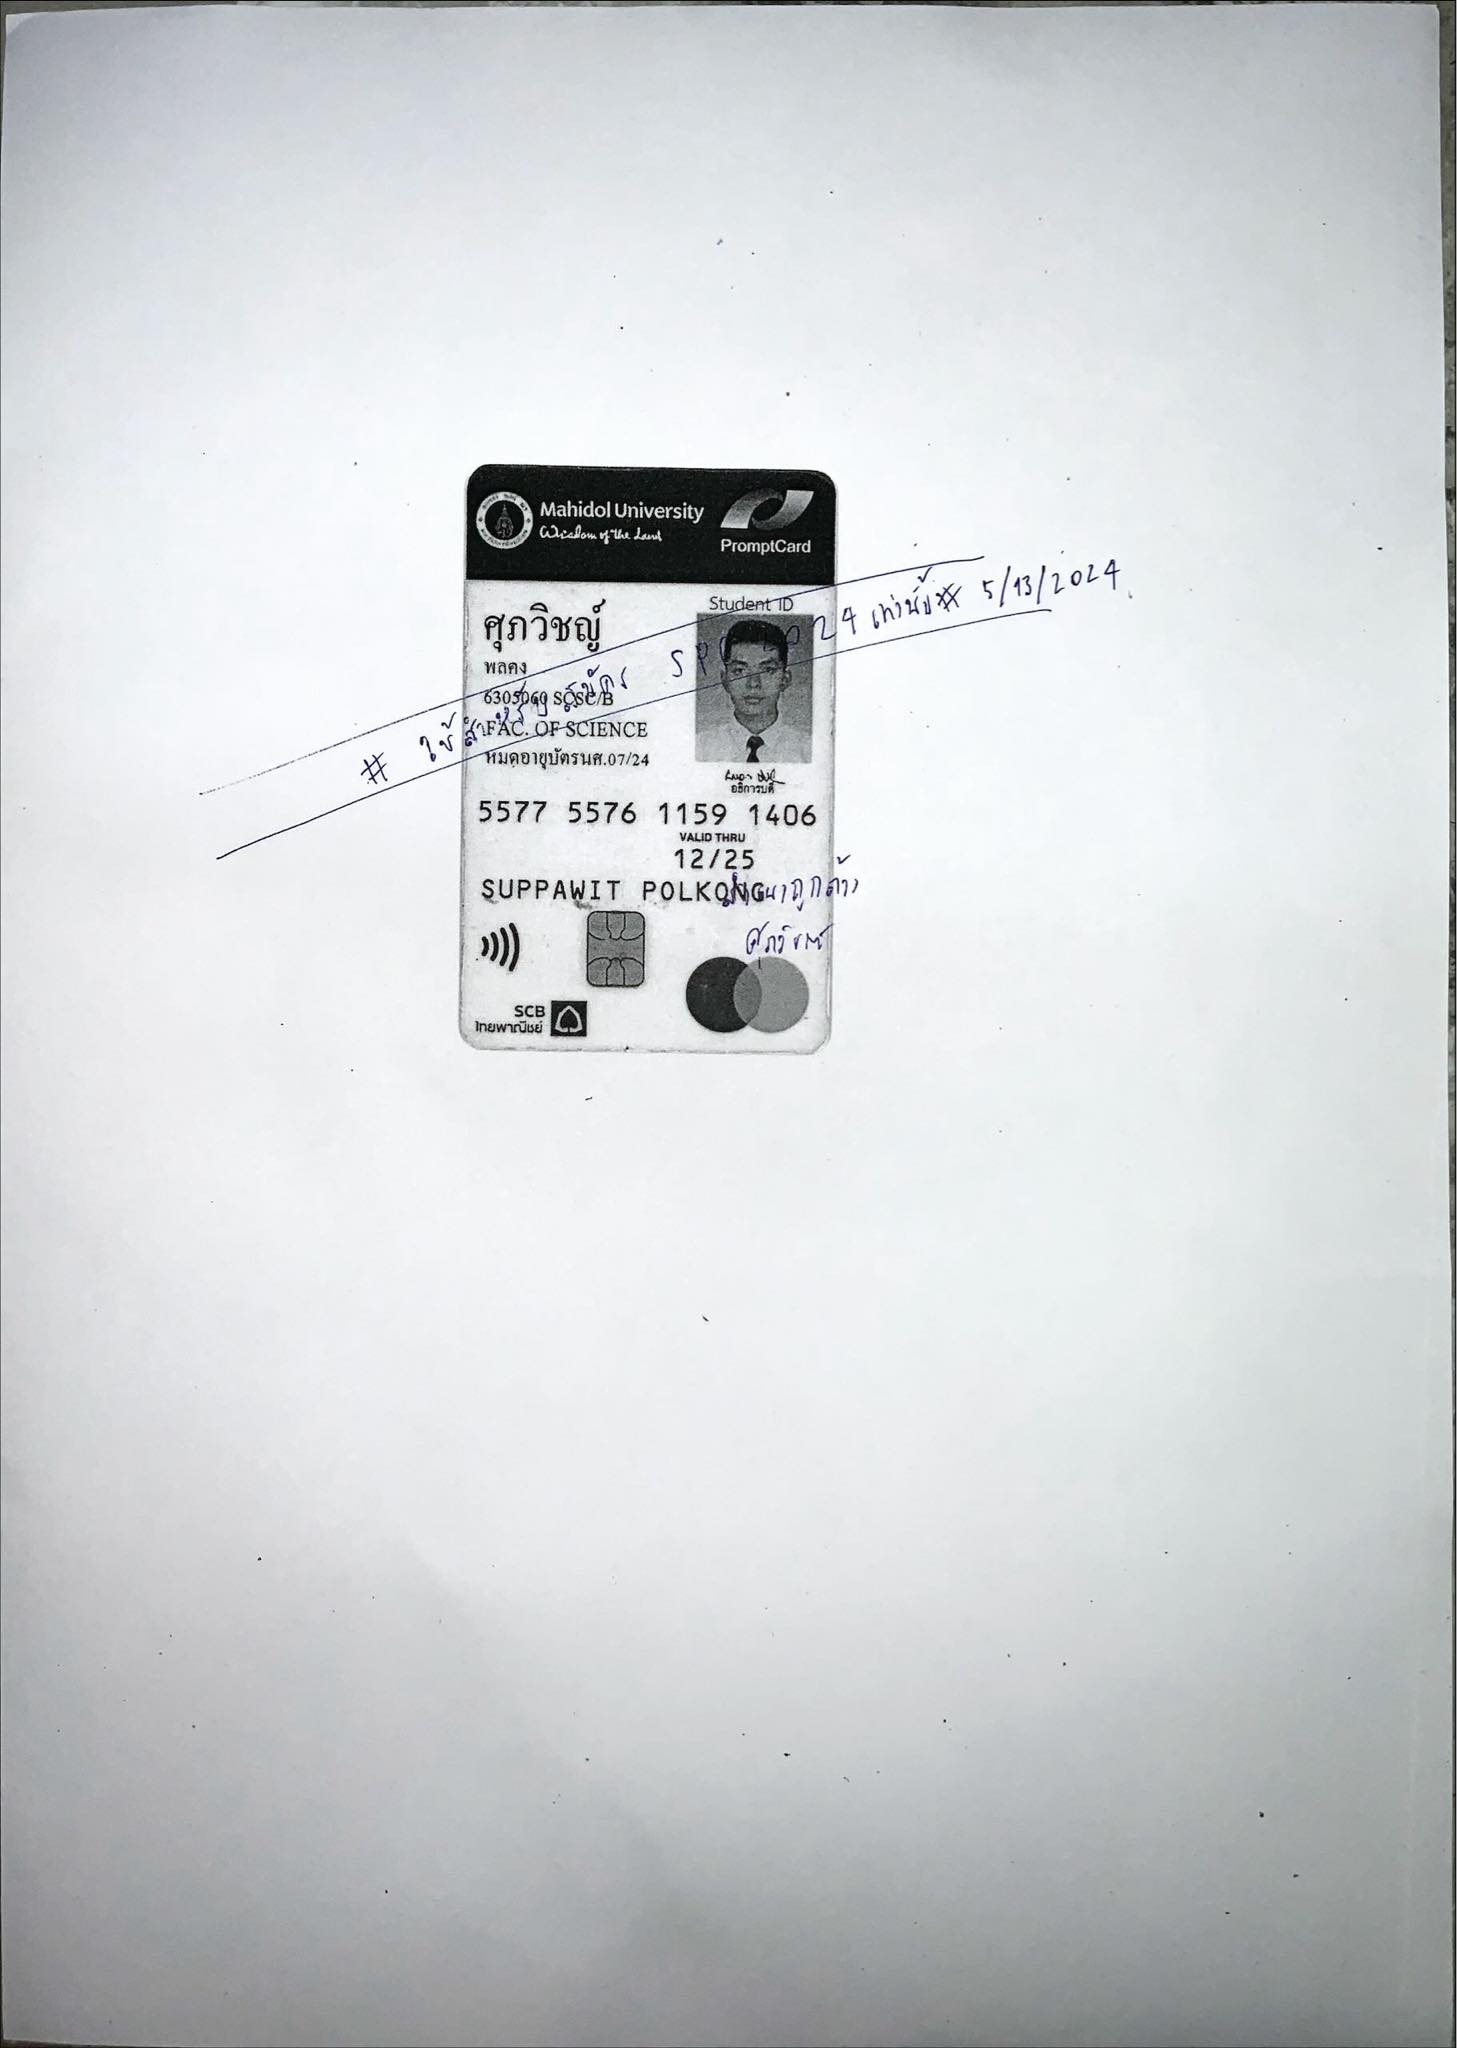 Mahidol University
Wisdom of the Land
PromptCard
Student ID
ศุภวิชญ์
พลคง
6305060 SCSC/B
FAC. OF SCIENCE
หมดอายุบัตรนศ.07/24
# ใช้สำหรับสมัคร 2024 เท่านั้น# 5/13/2024
อธิการบดี
5577 5576 1159 1406
VALID THRU
12/25
SUPPAWIT POLKONG
สำเนาถูกต้อง
ศุภวิชญ์
SCB
ไทยพาณิชย์